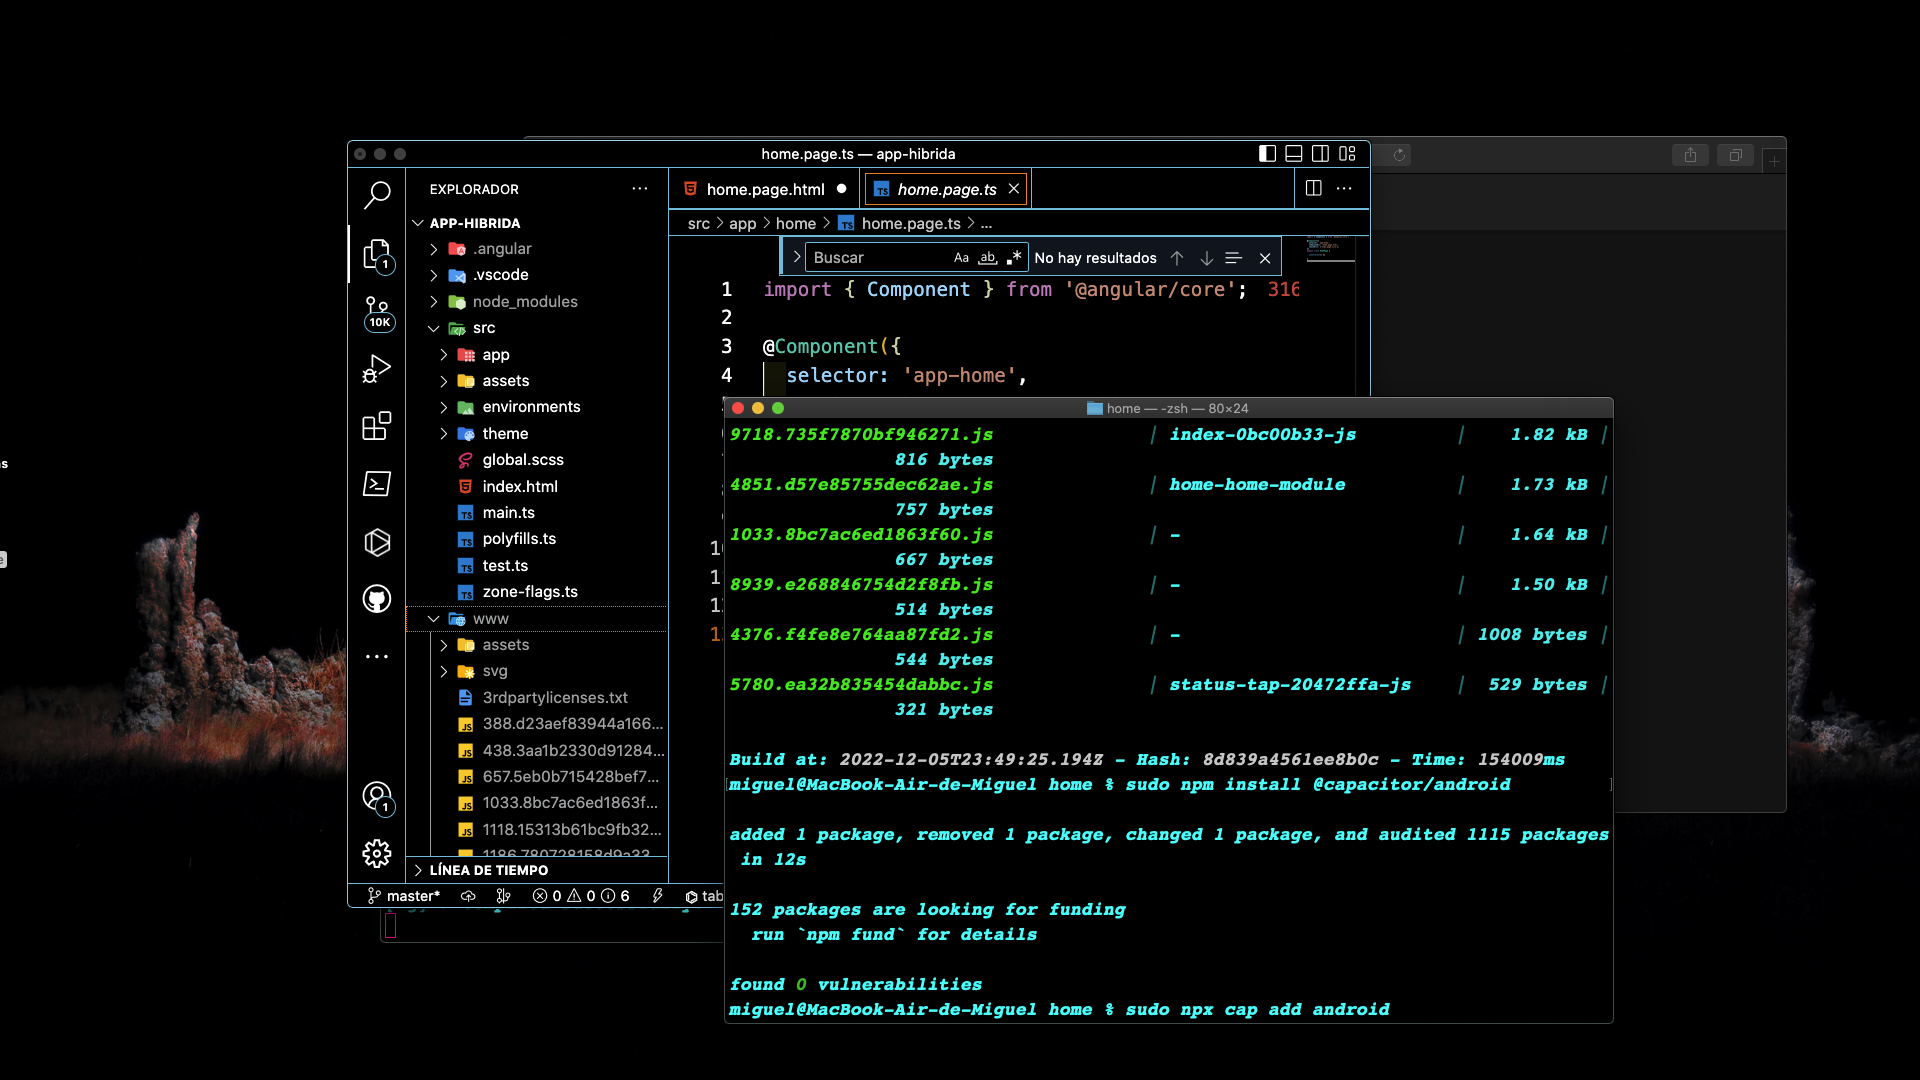 home.page.ts — app-hibrida
EXPLORADOR
APP-HIBRIDA
.angular
.vscode
node_modules
src
app
assets
environments
theme
global.scss
index.html
main.ts
polyfills.ts
test.ts
zone-flags.ts
www
assets
svg
3rdpartylicenses.txt
388.d23aef83944a166...
438.3aa1b2330d91284...
657.5eb0b715428bef7...
1033.8bc7ac6ed1863f...
1118.15313b61bc9fb32...
1186.780728158d9a33
LÍNEA DE TIEMPO
1
10K
1
master*
0
0
6
tab
home.page.html
home.page.ts
src > app > home > home.page.ts > ...
Buscar
Aa
ab
No hay resultados
1 import { Component } from '@angular/core'; 316
2
3 @Component({
4 selector: 'app-home',
home — -zsh — 80×24
9718.735f7870bf946271.js | index-0bc00b33-js | 1.82 kB |
816 bytes
4851.d57e85755dec62ae.js | home-home-module | 1.73 kB |
757 bytes
1033.8bc7ac6ed1863f60.js | - | 1.64 kB |
667 bytes
8939.e268846754d2f8fb.js | - | 1.50 kB |
514 bytes
4376.f4fe8e764aa87fd2.js | - | 1008 bytes |
544 bytes
5780.ea32b835454dabbc.js | status-tap-20472ffa-js | 529 bytes |
321 bytes
Build at: 2022-12-05T23:49:25.194Z - Hash: 8d839a4561ee8b0c - Time: 154009ms
miguel@MacBook-Air-de-Miguel home % sudo npm install @capacitor/android
added 1 package, removed 1 package, changed 1 package, and audited 1115 packages
in 12s
152 packages are looking for funding
run `npm fund` for details
found 0 vulnerabilities
miguel@MacBook-Air-de-Miguel home % sudo npx cap add android